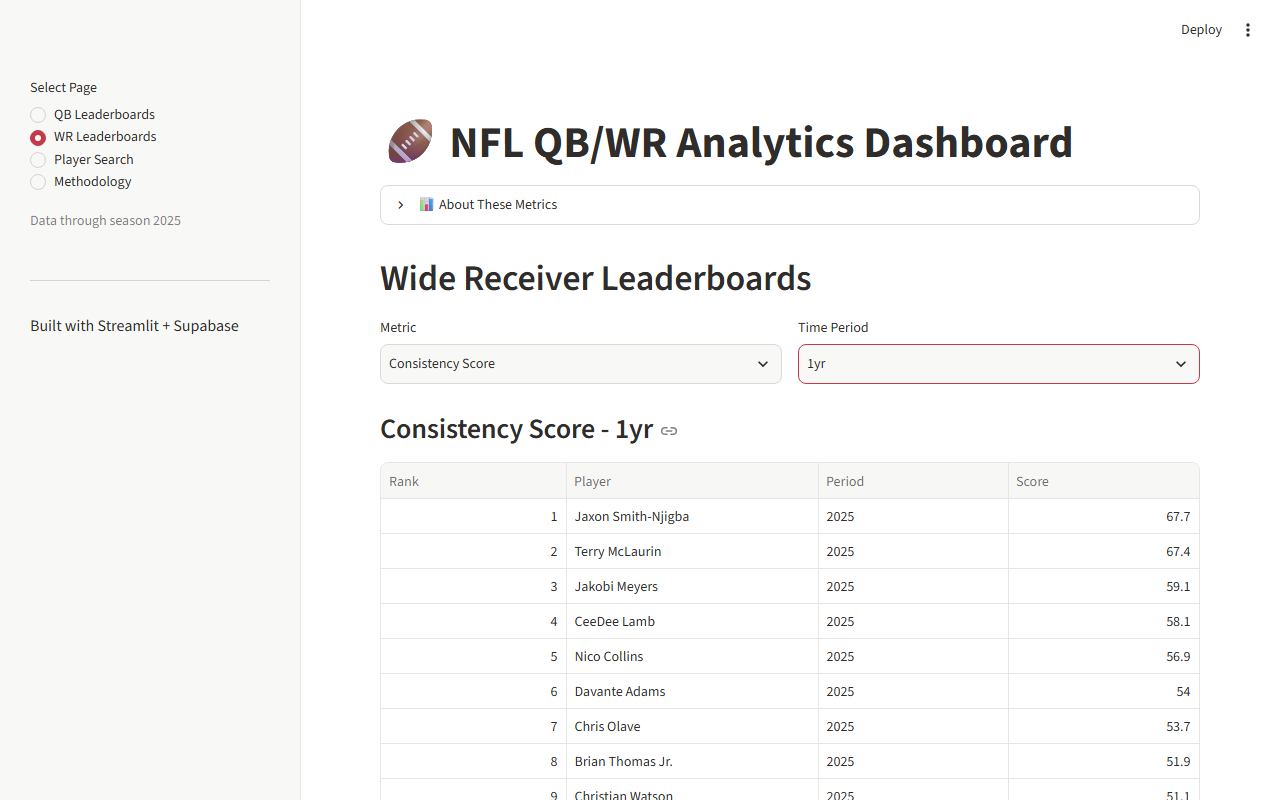 Deploy
Select Page
QB Leaderboards
WR Leaderboards
Player Search
Methodology
Data through season 2025
Built with Streamlit + Supabase
NFL QB/WR Analytics Dashboard
About These Metrics
Wide Receiver Leaderboards
Metric Time Period
Consistency Score 1yr
Consistency Score - 1yr
Rank Player Period Score
1 Jaxon Smith-Njigba 2025 67.7
2 Terry McLaurin 2025 67.4
3 Jakobi Meyers 2025 59.1
4 CeeDee Lamb 2025 58.1
5 Nico Collins 2025 56.9
6 Davante Adams 2025 54
7 Chris Olave 2025 53.7
8 Brian Thomas Jr. 2025 51.9
9 Christian Watson 2025 51.1